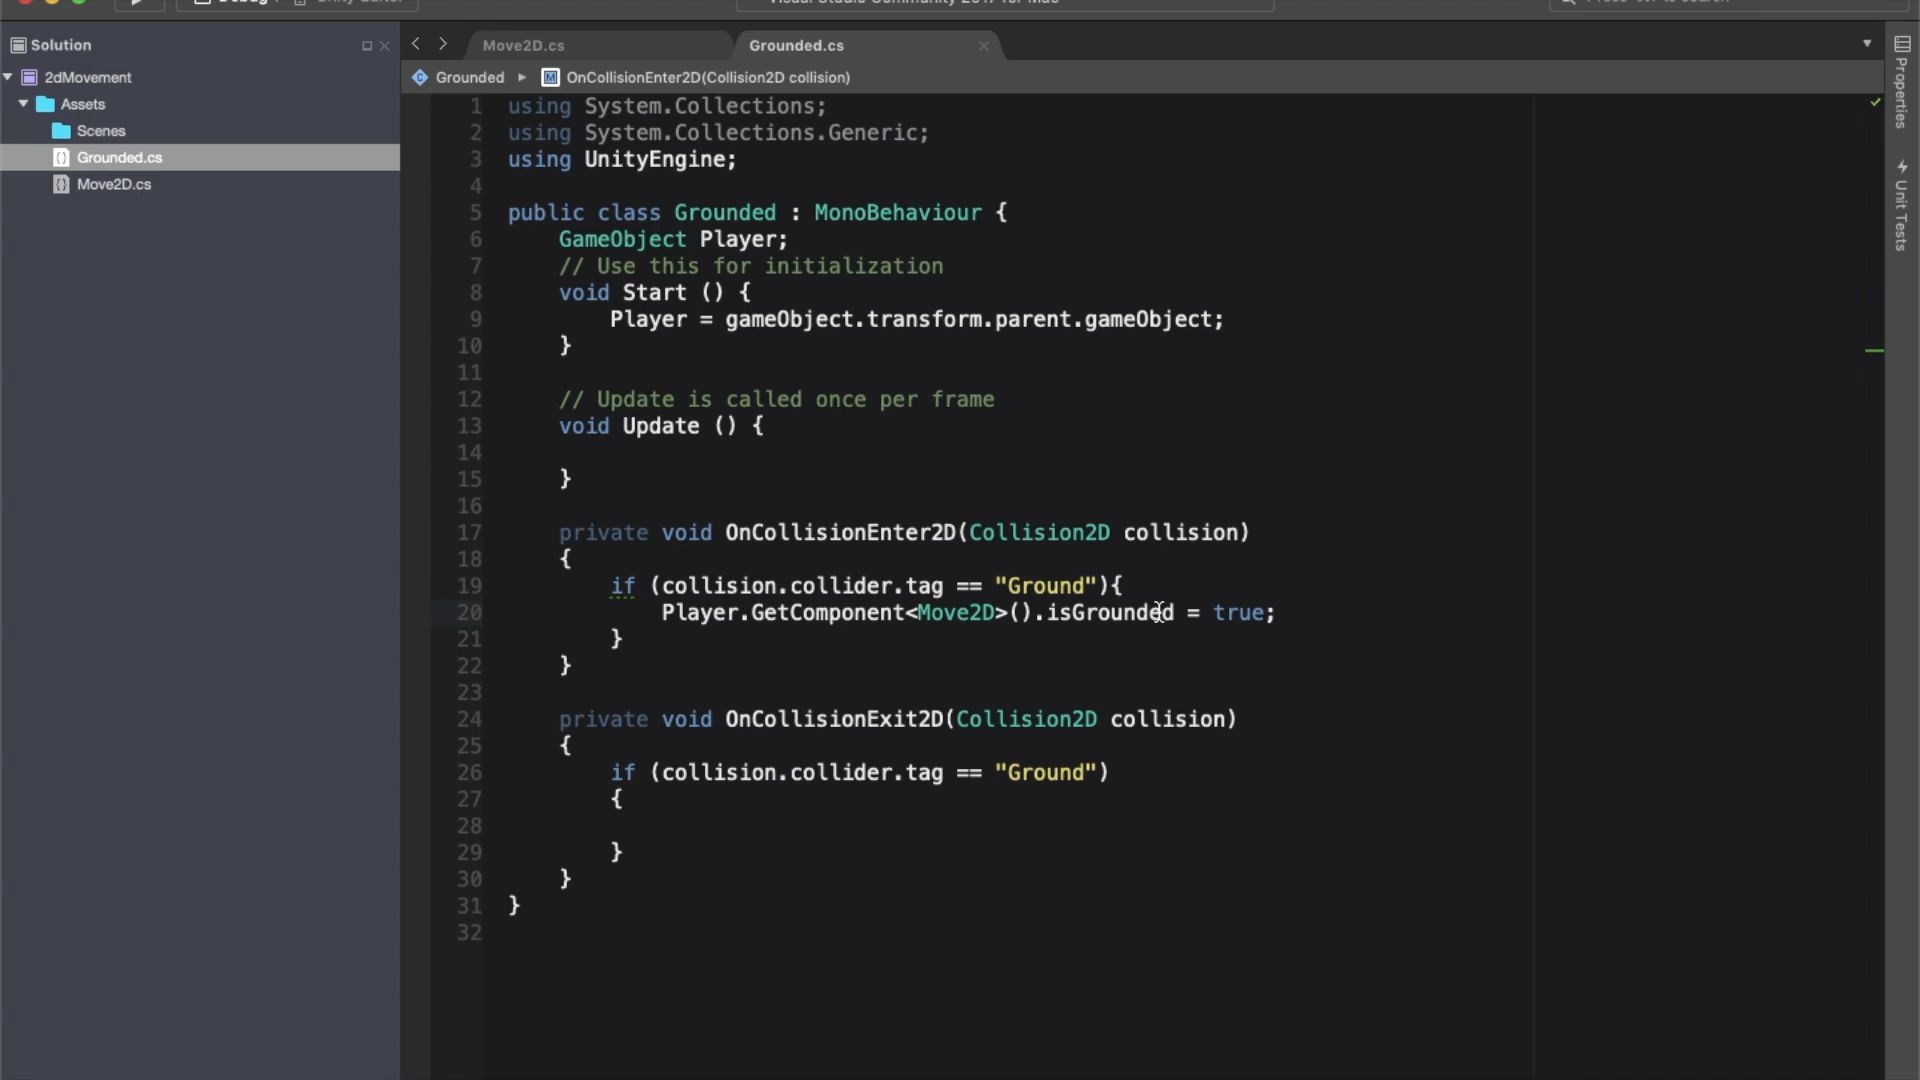 Solution
2dMovement
Assets
Scenes
Grounded.cs
Move2D.cs
Move2D.cs
Grounded.cs
Grounded
OnCollisionEnter2D(Collision2D collision)
1 using System.Collections;
2 using System.Collections.Generic;
3 using UnityEngine;
4
5 public class Grounded : MonoBehaviour {
6 GameObject Player;
7 // Use this for initialization
8 void Start () {
9 Player = gameObject.transform.parent.gameObject;
10 }
11
12 // Update is called once per frame
13 void Update () {
14
15 }
16
17 private void OnCollisionEnter2D(Collision2D collision)
18 {
19 if (collision.collider.tag == "Ground"){
20 Player.GetComponent<Move2D>().isGrounded = true;
21 }
22 }
23
24 private void OnCollisionExit2D(Collision2D collision)
25 {
26 if (collision.collider.tag == "Ground")
27 {
28
29 }
30 }
31 }
32
Properties
Unit Tests